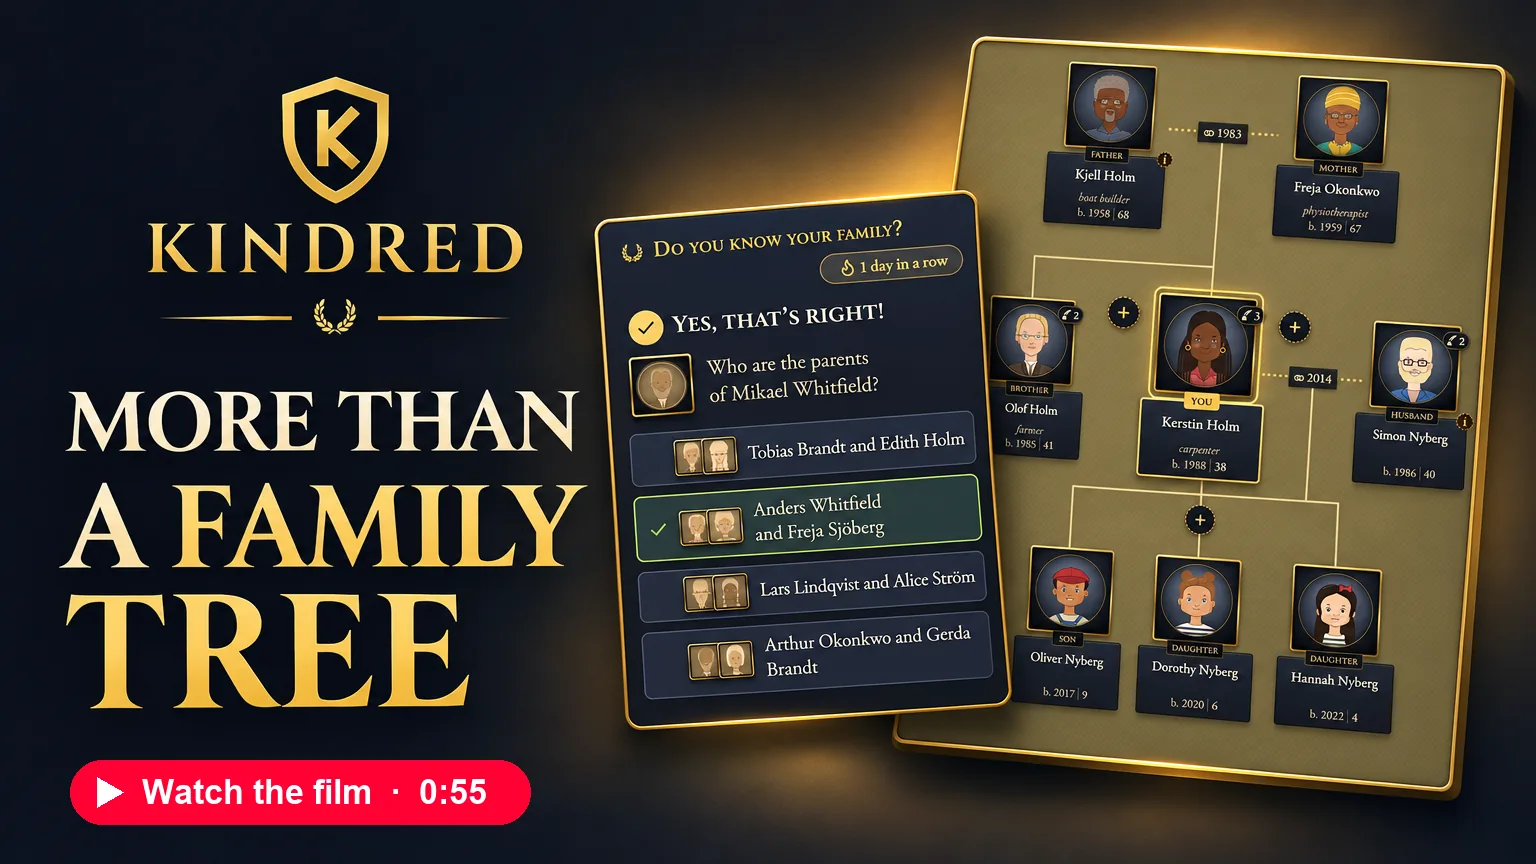 K
KINDRED
MORE THAN
A FAMILY
TREE
Watch the film · 0:55
DO YOU KNOW YOUR FAMILY?
1 day in a row
YES, THAT'S RIGHT!
Who are the parents
of Mikael Whitfield?
Tobias Brandt and Edith Holm
Anders Whitfield
and Freja Sjöberg
Lars Lindqvist and Alice Ström
Arthur Okonkwo and Gerda
Brandt
FATHER
Kjell Holm
boat builder
b. 1958 | 68
1983
MOTHER
Freja Okonkwo
physiotherapist
b. 1959 | 67
2
BROTHER
Olof Holm
farmer
b. 1985 | 41
3
YOU
Kerstin Holm
carpenter
b. 1988 | 38
2014
2
HUSBAND
Simon Nyberg
b. 1986 | 40
SON
Oliver Nyberg
b. 2017 | 9
DAUGHTER
Dorothy Nyberg
b. 2020 | 6
DAUGHTER
Hannah Nyberg
b. 2022 | 4